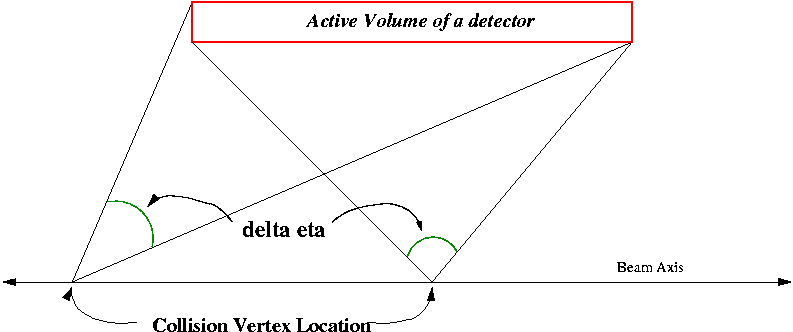 Active Volume of a detector
delta eta
Beam Axis
Collision Vertex Location